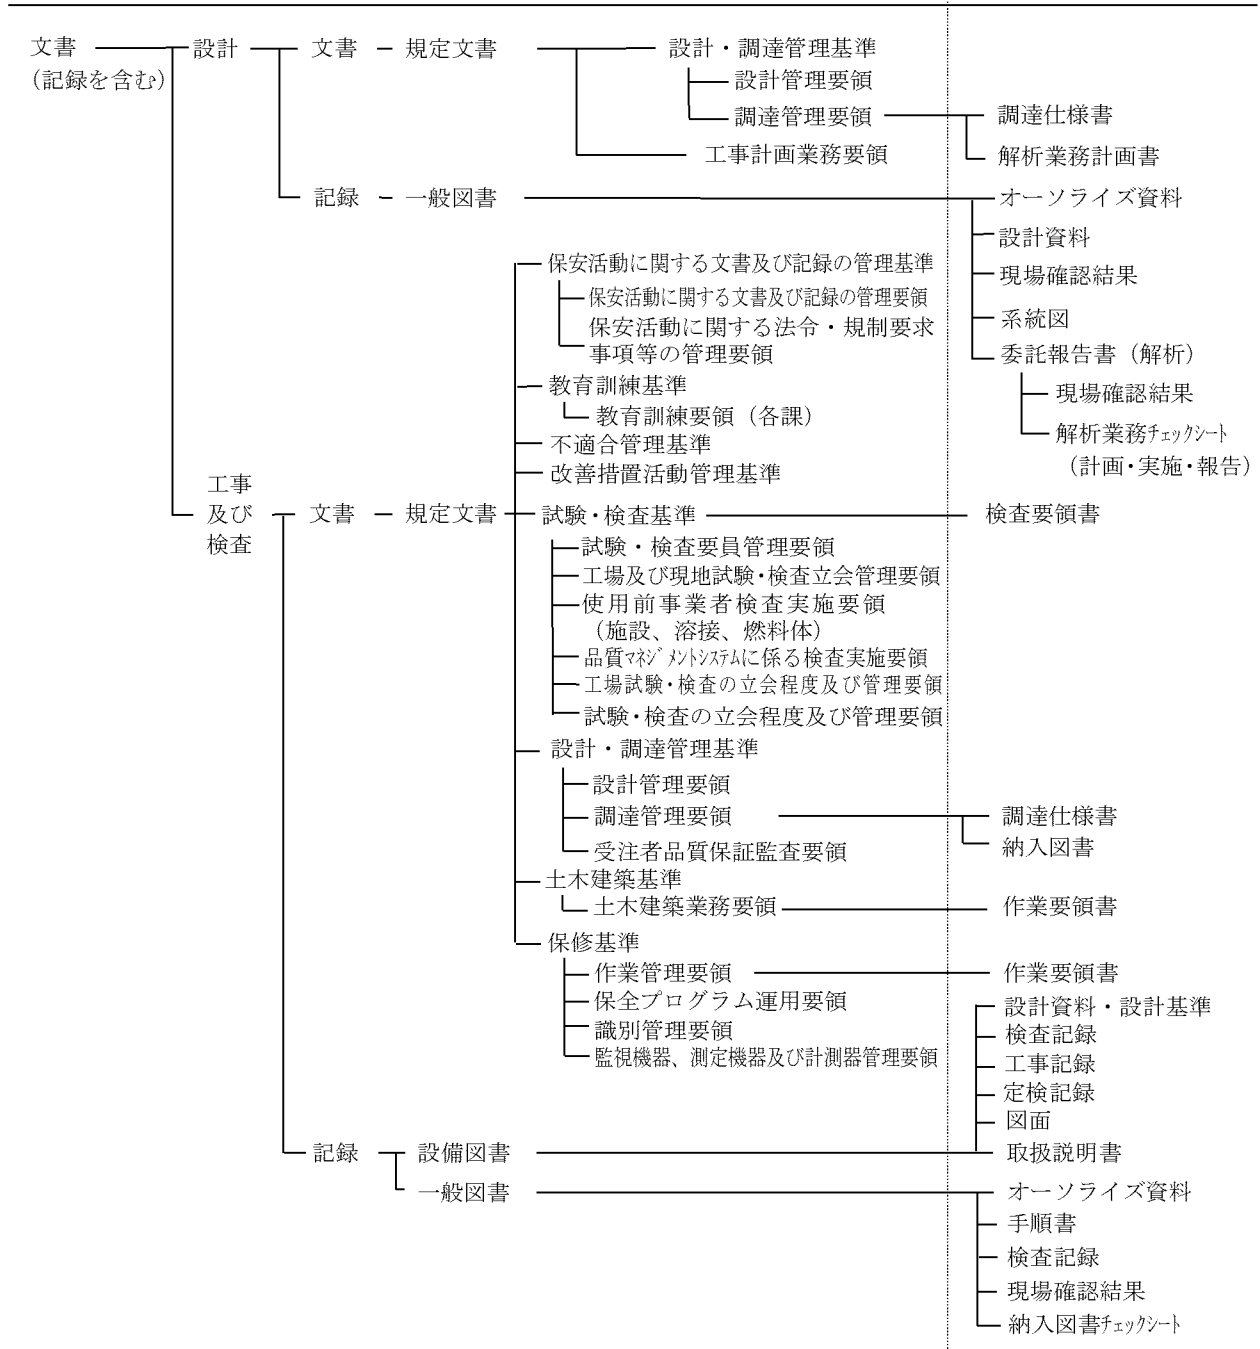 文書 設計 文書 規定文書 設計・調達管理基準
(記録を含む) 設計管理要領
調達管理要領 調達仕様書
工事計画業務要領 解析業務計画書
記録 一般図書 オーソライズ資料
設計資料
保安活動に関する文書及び記録の管理基準
現場確認結果
保安活動に関する文書及び記録の管理要領
系統図
保安活動に関する法令・規制要求
事項等の管理要領 委託報告書(解析)
教育訓練基準 現場確認結果
教育訓練要領(各課)
解析業務チェックシート
不適合管理基準
(計画・実施・報告)
改善措置活動管理基準
工事
及び 文書 規定文書 試験・検査基準 検査要領書
検査
試験・検査要員管理要領
工場及び現地試験・検査立会管理要領
使用前事業者検査実施要領
(施設、溶接、燃料体)
品質マネジメントシステムに係る検査実施要領
工場試験・検査の立会程度及び管理要領
試験・検査の立会程度及び管理要領
設計・調達管理基準
設計管理要領
調達管理要領 調達仕様書
納入図書
受注者品質保証監査要領
土木建築基準
土木建築業務要領 作業要領書
保修基準
作業管理要領 作業要領書
保全プログラム運用要領 設計資料・設計基準
識別管理要領 検査記録
監視機器、測定機器及び計測器管理要領 工事記録
定検記録
図面
記録 設備図書 取扱説明書
一般図書 オーソライズ資料
手順書
検査記録
現場確認結果
納入図書チェックシート